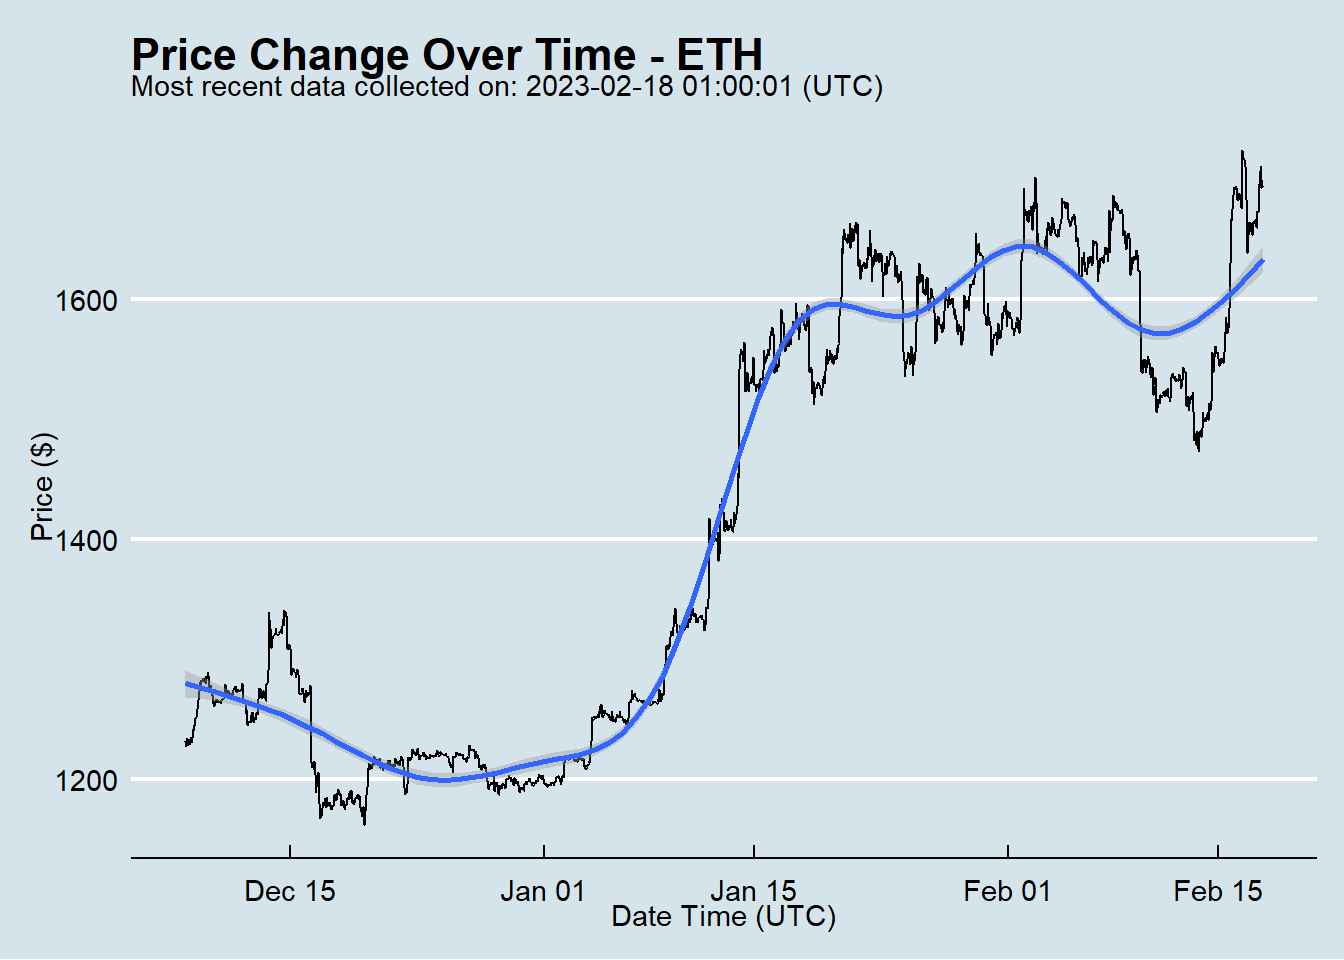 Price Change Over Time - ETH
Most recent data collected on: 2023-02-18 01:00:01 (UTC)
Price ($)
1600
1400
1200
Dec 15
Jan 01
Jan 15
Feb 01
Feb 15
Date Time (UTC)